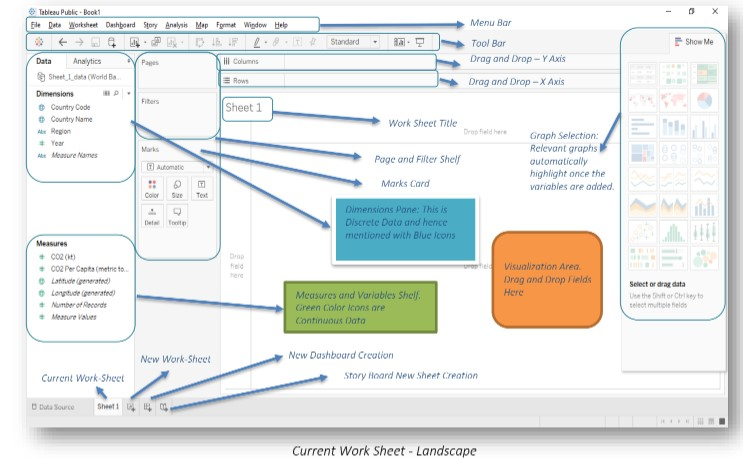 Tableau Public - Book1
File Data Worksheet Dashboard Story Analysis Map Format Window Help
Menu Bar
Standard
Tool Bar
Show Me
Data Analytics
Pages
Columns
Drag and Drop – Y Axis
Sheet_1_data (World Ba...
Rows
Drag and Drop – X Axis
Dimensions
Country Code
Country Name
Abc Region
Year
Abc Measure Names
Filters
Sheet 1
Work Sheet Title
Drop field here
Graph Selection:
Relevant graphs
automatically
highlight once the
variables are added.
Marks
Page and Filter Shelf
Automatic
Marks Card
Color Size Text
Detail Tooltip
Dimensions Pane: This is
Discrete Data and hence
mentioned with Blue Icons
Measures
CO2 (kt)
CO2 Per Capita (metric to...
Latitude (generated)
Longitude (generated)
Number of Records
Measure Values
Drop
field
here
Drop field
Visualization Area.
Drag and Drop Fields
Here
Measures and Variables Shelf.
Green Color Icons are
Continuous Data
Select or drag data
Use the Shift or Ctrl key to
select multiple fields
New Work-Sheet
New Dashboard Creation
Current Work-Sheet
Story Board New Sheet Creation
Data Source
Sheet 1
Current Work Sheet - Landscape